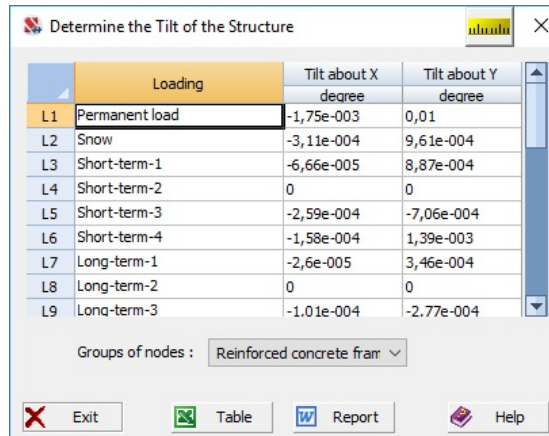 Determine the Tilt of the Structure
Loading Tilt about X Tilt about Y
degree degree
L1 Permanent load -1,75e-003 0,01
L2 Snow -3,11e-004 9,61e-004
L3 Short-term-1 -6,66e-005 8,87e-004
L4 Short-term-2 0 0
L5 Short-term-3 -2,59e-004 -7,06e-004
L6 Short-term-4 -1,58e-004 1,39e-003
L7 Long-term-1 -2,6e-005 3,46e-004
L8 Long-term-2 0 0
L9 Long-term-3 -1,01e-004 -2,77e-004
Groups of nodes : Reinforced concrete fram
Exit Table Report Help